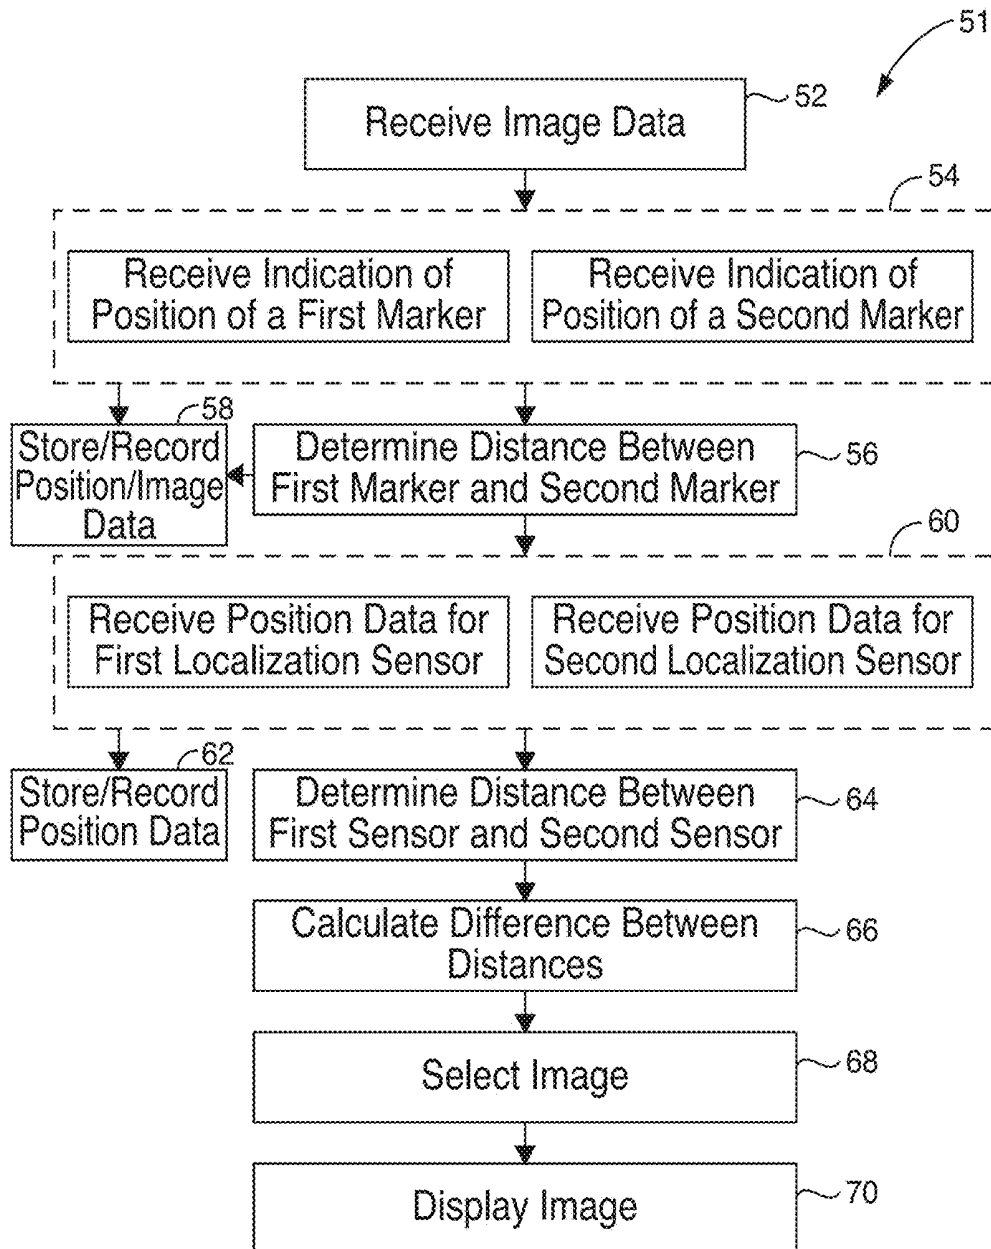 51
Receive Image Data
52
54
Receive Indication of
Position of a First Marker
Receive Indication of
Position of a Second Marker
58
Store/Record
Position/Image
Data
Determine Distance Between
First Marker and Second Marker
56
60
Receive Position Data for
First Localization Sensor
Receive Position Data for
Second Localization Sensor
62
Store/Record
Position Data
Determine Distance Between
First Sensor and Second Sensor
64
Calculate Difference Between
Distances
66
Select Image
68
Display Image
70